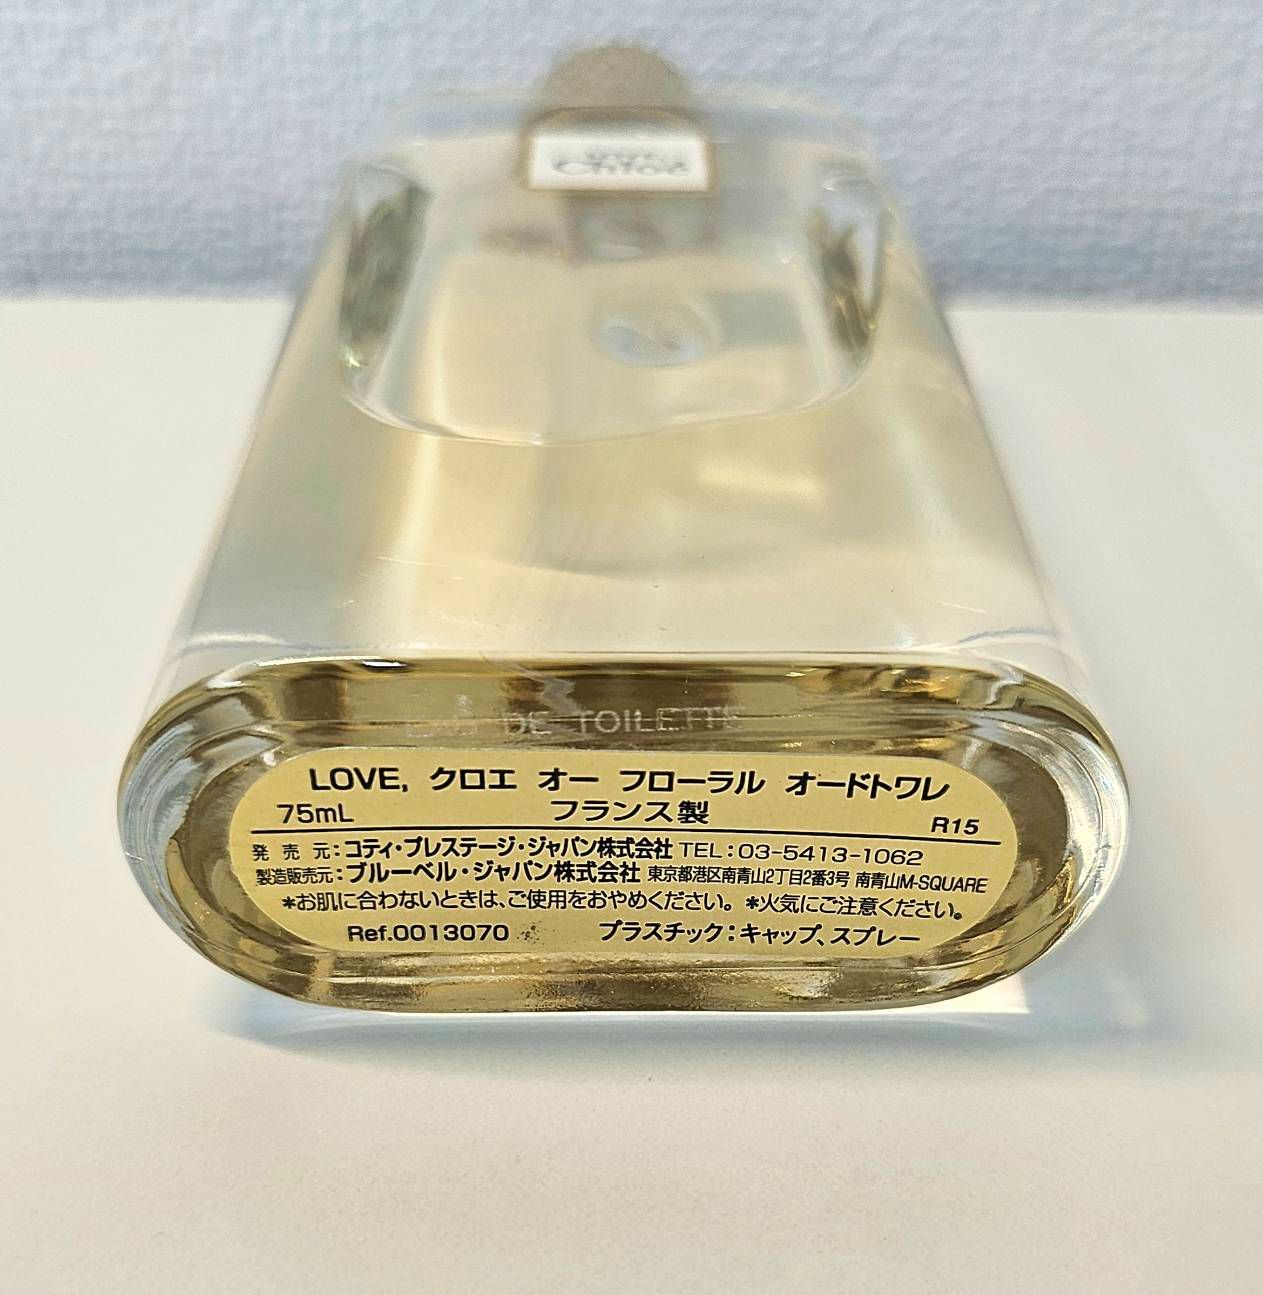 Chloé
EAU DE TOILETTE
LOVE, クロエ オー フローラル オードトワレ
75mL フランス製 R15
発売元:コティ・プレステージ・ジャパン株式会社 TEL:03-5413-1062
製造販売元:ブルーベル・ジャパン株式会社 東京都港区南青山2丁目2番3号 南青山M-SQUARE
*お肌に合わないときは、ご使用をおやめください。 *火気にご注意ください。
Ref.0013070 プラスチック:キャップ、スプレー